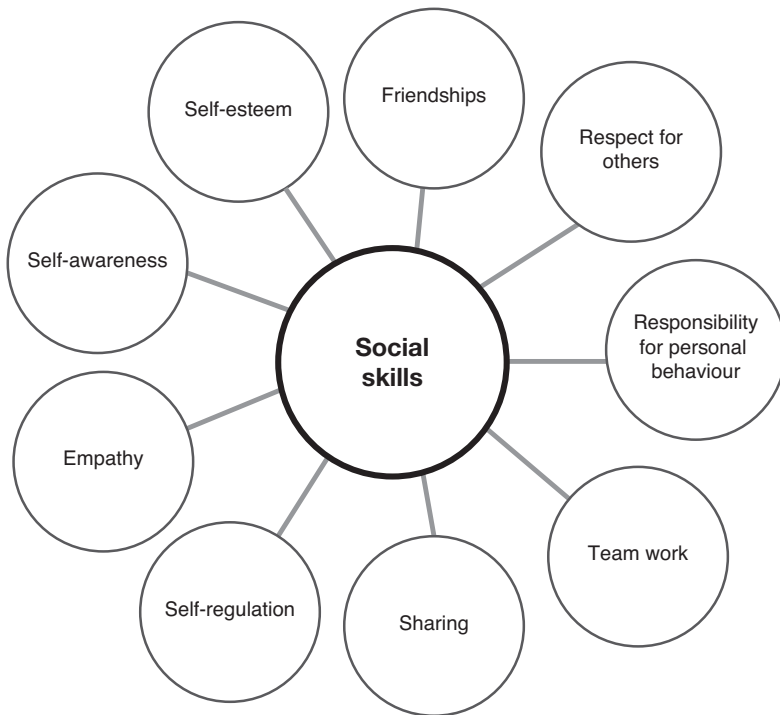 Friendships
Self-esteem
Respect for
others
Self-awareness
Responsibility
for personal
behaviour
Social
skills
Empathy
Team work
Self-regulation
Sharing